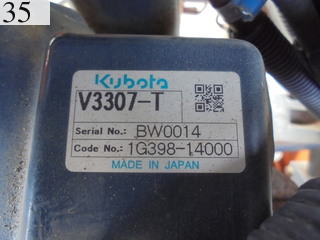 35
Kubota
V3307-T
Serial No.: BW0014
Code No.: 1G398-14000
MADE IN JAPAN